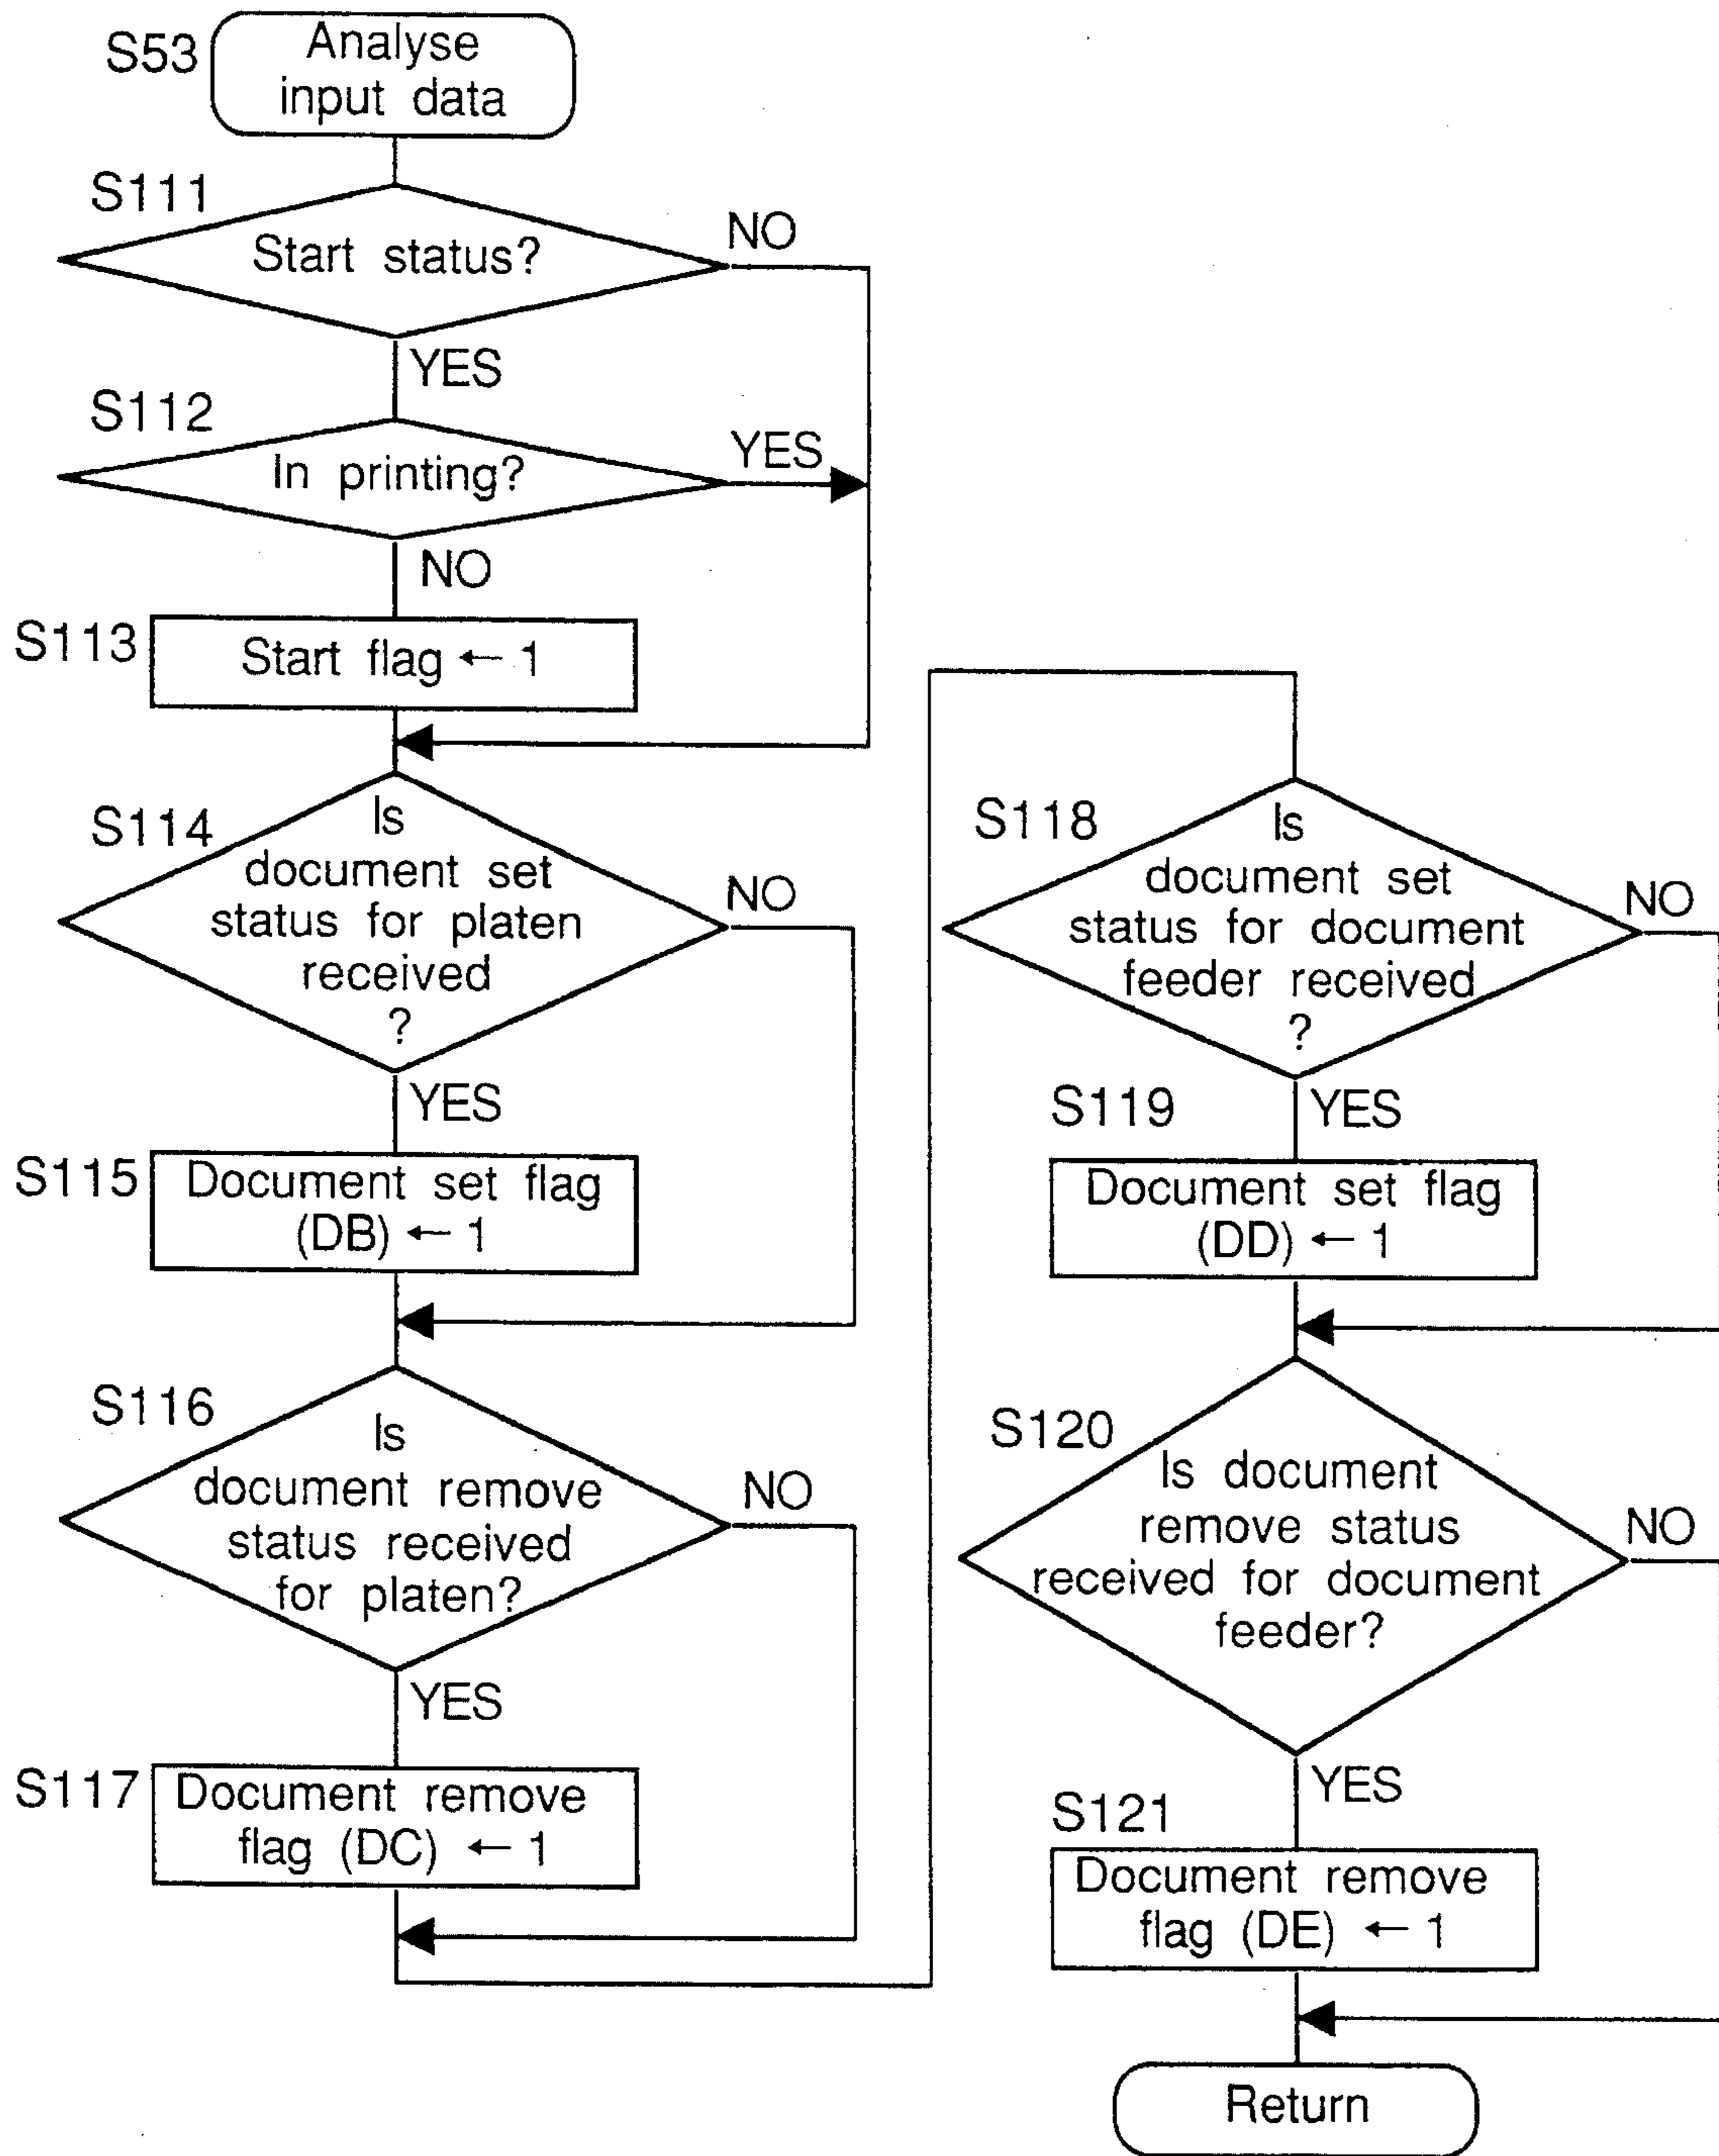 S53
Analyse
input data
S111
Start status?
NO
YES
S112
In printing?
YES
NO
S113
Start flag ← 1
S114
Is
document set
status for platen
received
?
NO
YES
S115
Document set flag
(DB) ← 1
S116
Is
document remove
status received
for platen?
NO
YES
S117
Document remove
flag (DC) ← 1
S118
Is
document set
status for document
feeder received
?
NO
S119
YES
Document set flag
(DD) ← 1
S120
Is document
remove status
received for document
feeder?
NO
YES
S121
Document remove
flag (DE) ← 1
Return